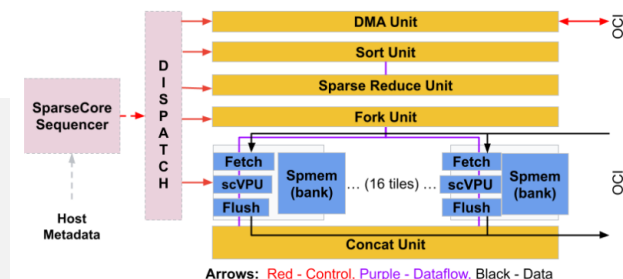 DMA Unit
OCI
Sort Unit
Sparse Reduce Unit
Fork Unit
DISPATCH
SparseCore
Sequencer
Host
Metadata
Fetch
scVPU
Flush
Spmem
(bank)
... (16 tiles) ...
Fetch
scVPU
Flush
Spmem
(bank)
OCI
Concat Unit
Arrows: Red - Control, Purple - Dataflow, Black - Data